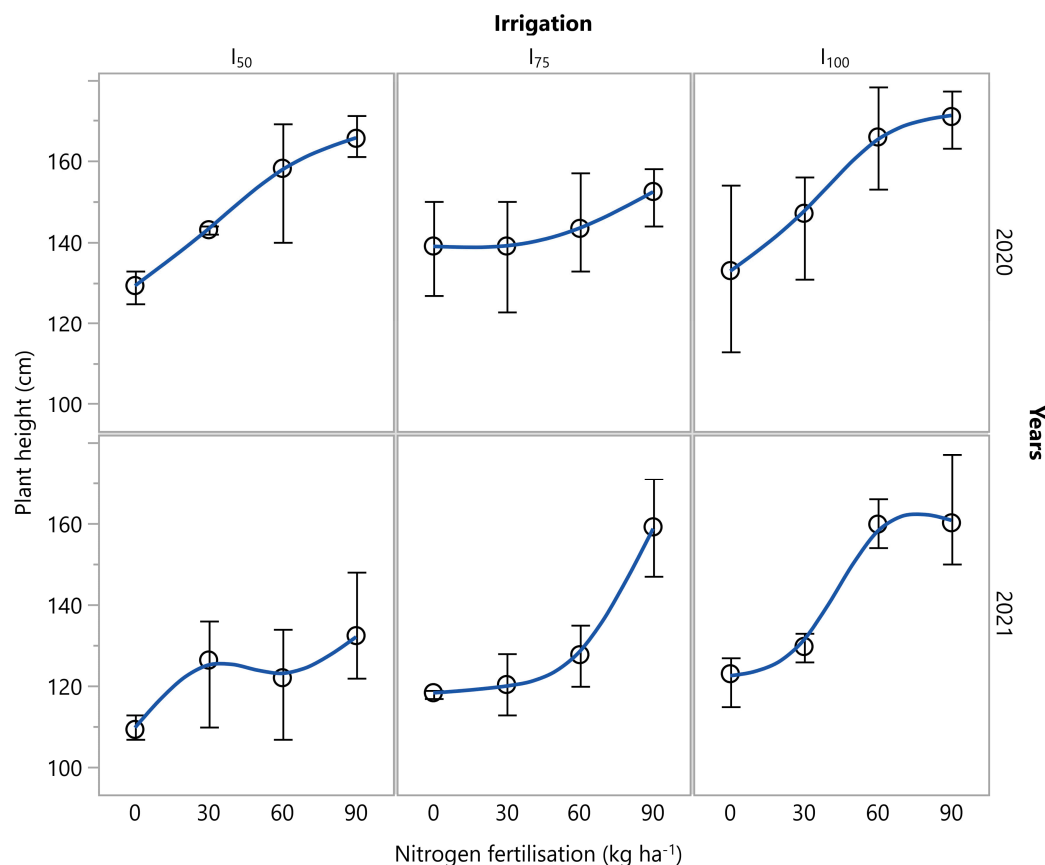 Irrigation
I₅₀ I₇₅ I₁₀₀
160
140
120
100
2020
Plant height (cm)
Years
160
140
120
100
2021
0 30 60 90 0 30 60 90 0 30 60 90
Nitrogen fertilisation (kg ha⁻¹)